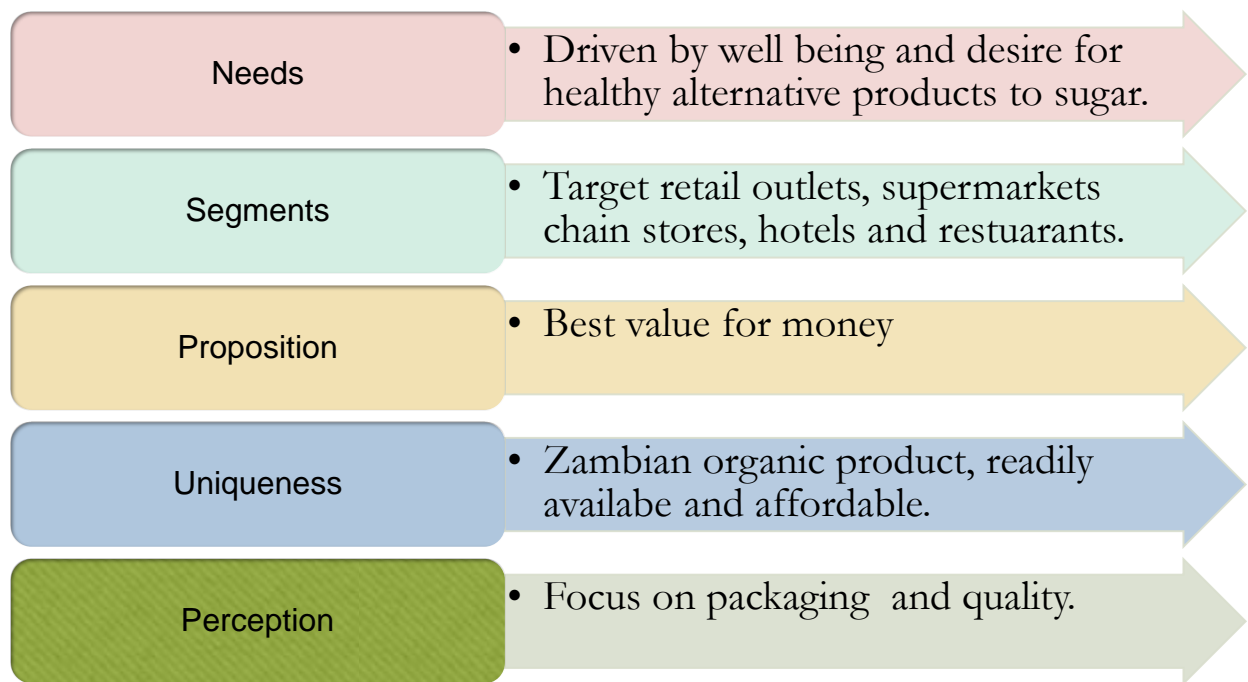 Needs
• Driven by well being and desire for
healthy alternative products to sugar.
Segments
• Target retail outlets, supermarkets
chain stores, hotels and restuarants.
Proposition
• Best value for money
Uniqueness
• Zambian organic product, readily
availabe and affordable.
Perception
• Focus on packaging  and quality.